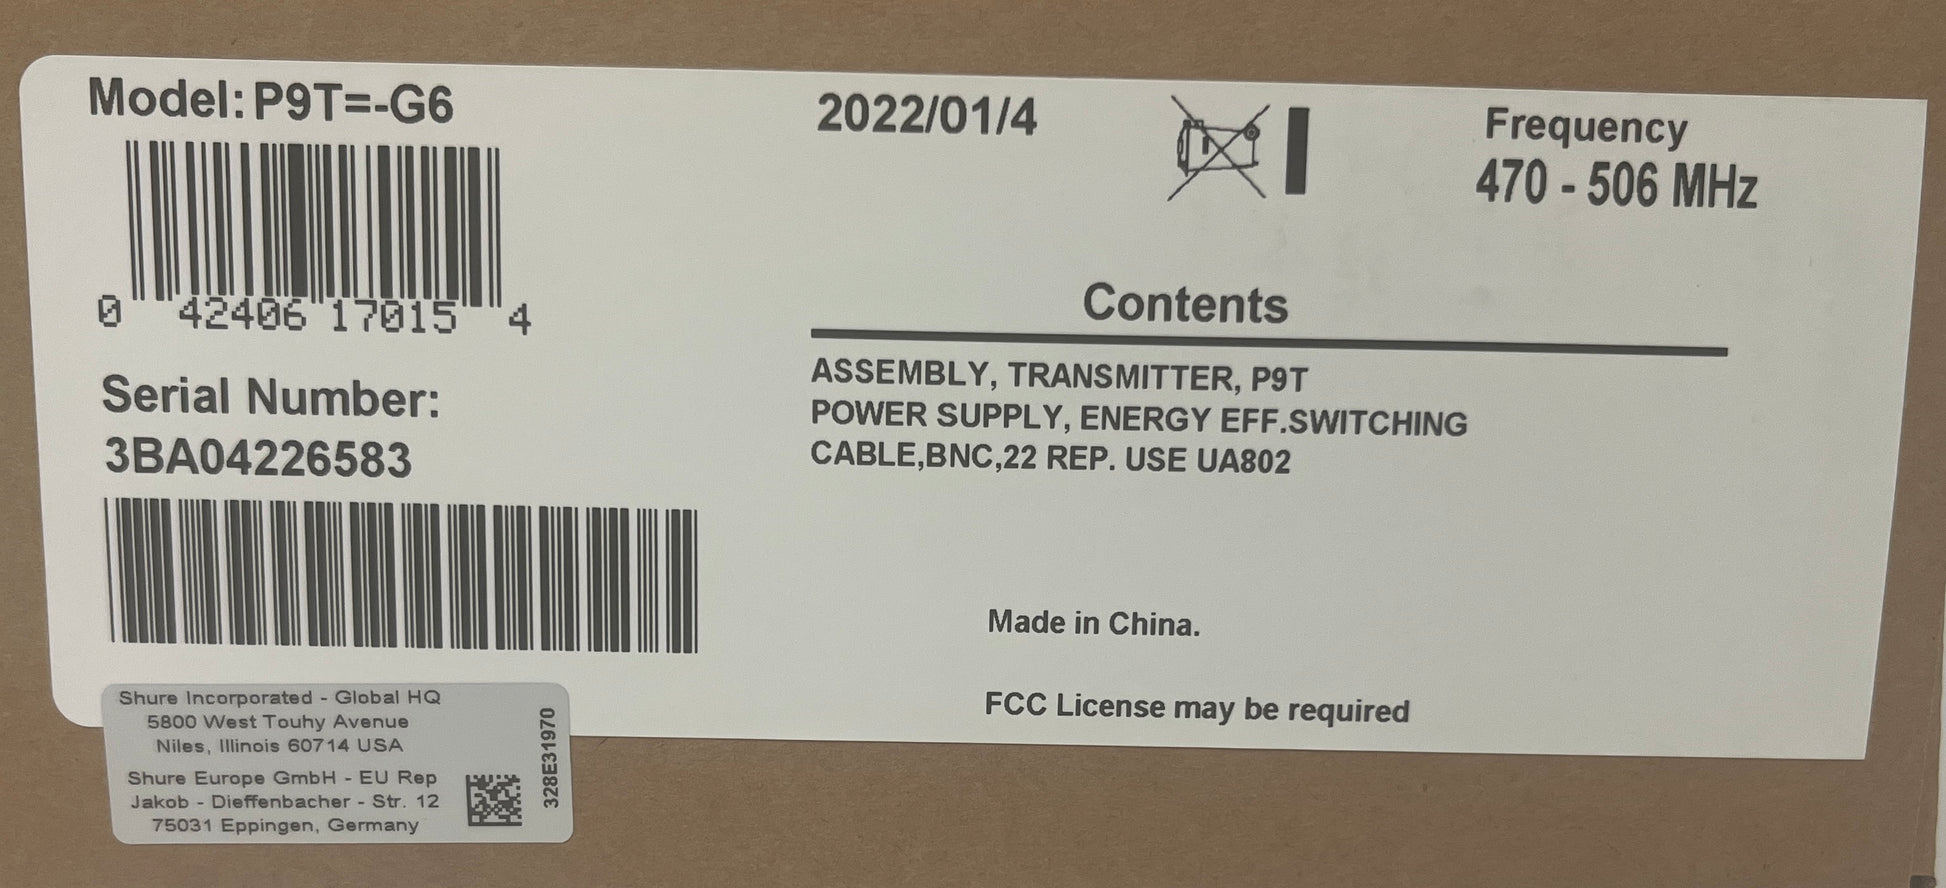 Model: P9T=-G6
2022/01/4
Frequency
470 - 506 MHz
0 42406 17015 4
Serial Number:
3BA04226583
Contents
ASSEMBLY, TRANSMITTER, P9T
POWER SUPPLY, ENERGY EFF.SWITCHING
CABLE,BNC,22 REP. USE UA802
Made in China.
FCC License may be required
Shure Incorporated - Global HQ
5800 West Touhy Avenue
Niles, Illinois 60714 USA
Shure Europe GmbH - EU Rep
Jakob - Dieffenbacher - Str. 12
75031 Eppingen, Germany
328E31970